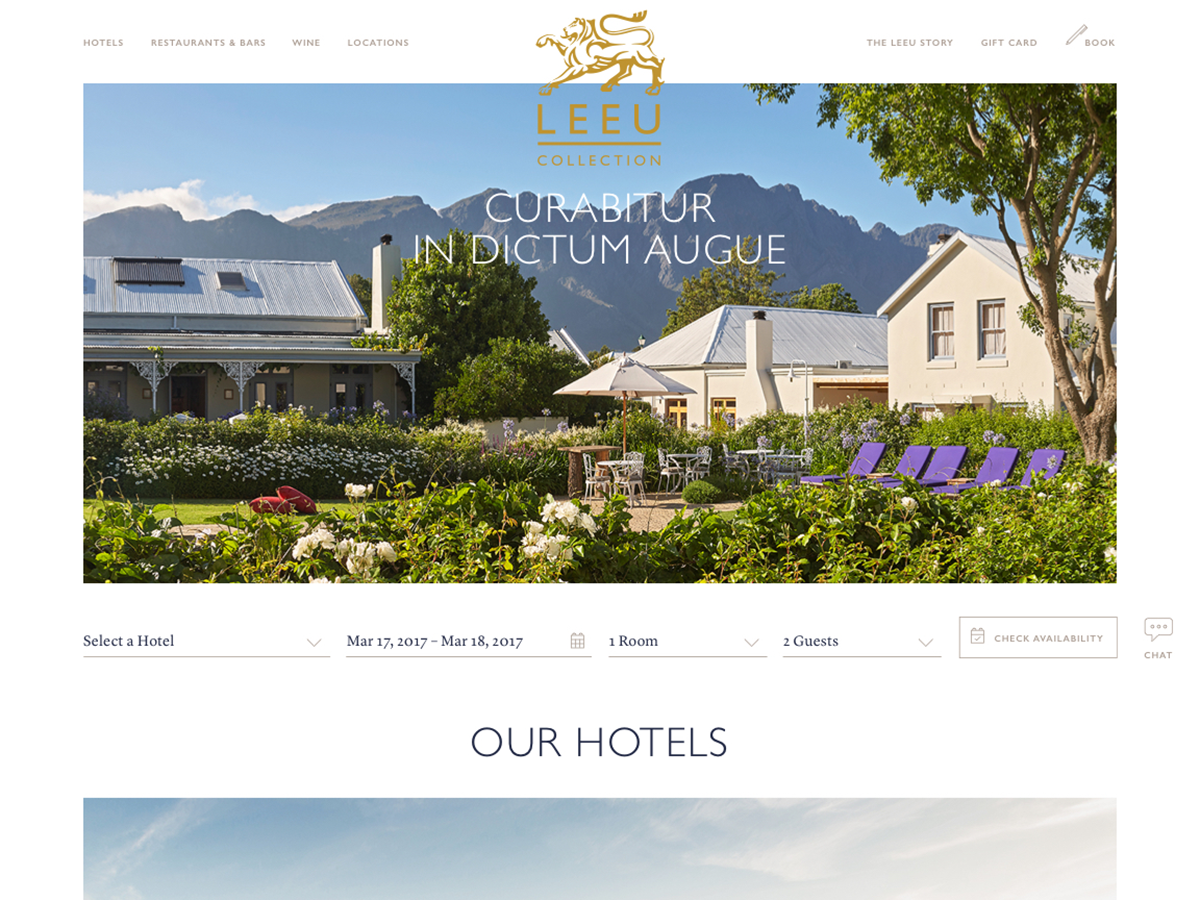 HOTELS
RESTAURANTS & BARS
WINE
LOCATIONS
LEEU
COLLECTION
THE LEEU STORY
GIFT CARD
BOOK
CURABITUR
IN DICTUM AUGUE
Select a Hotel
Mar 17, 2017 – Mar 18, 2017
1 Room
2 Guests
CHECK AVAILABILITY
CHAT
OUR HOTELS